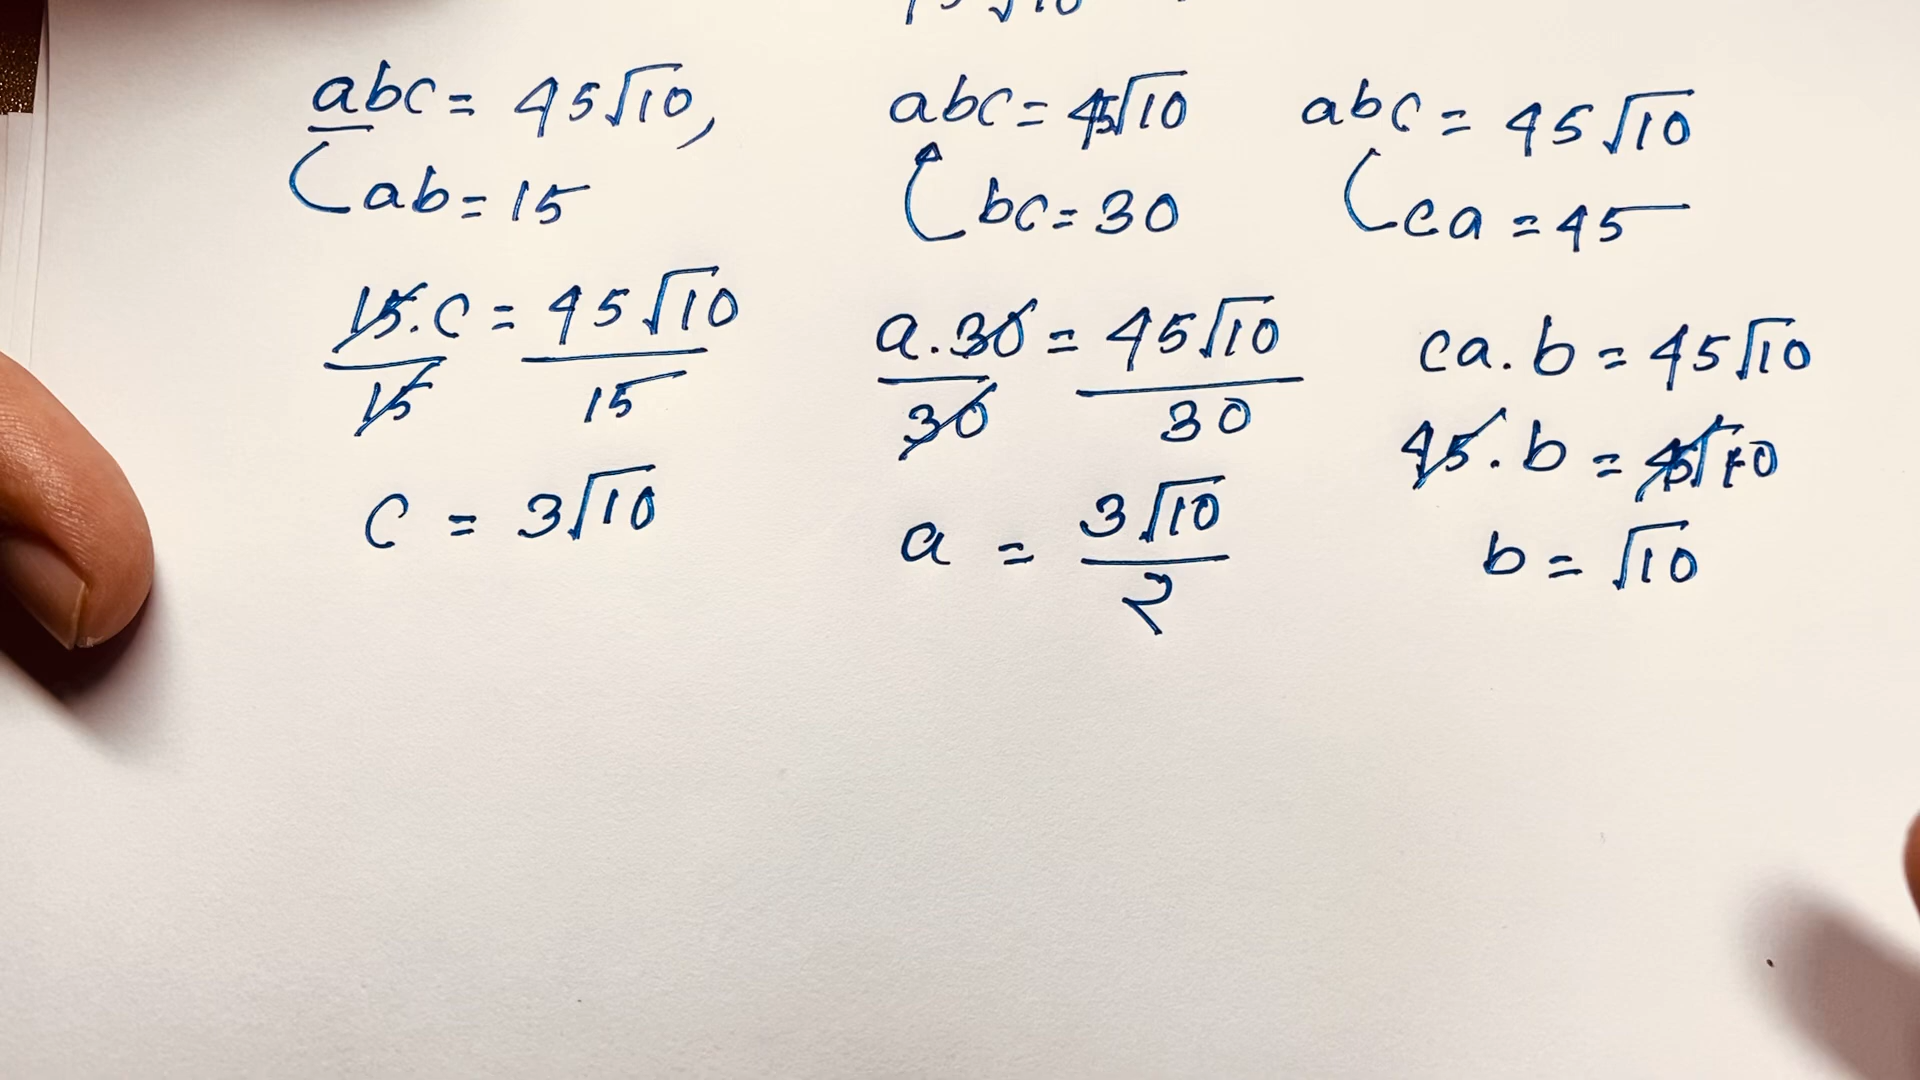 abc = 45√10,
ab = 15
15.c / 15 = 45√10 / 15
c = 3√10
abc = 45√10
bc = 30
a.30 / 30 = 45√10 / 30
a = 3√10 / 2
abc = 45√10
ca = 45
ca.b = 45√10
45.b = 45√10
b = √10